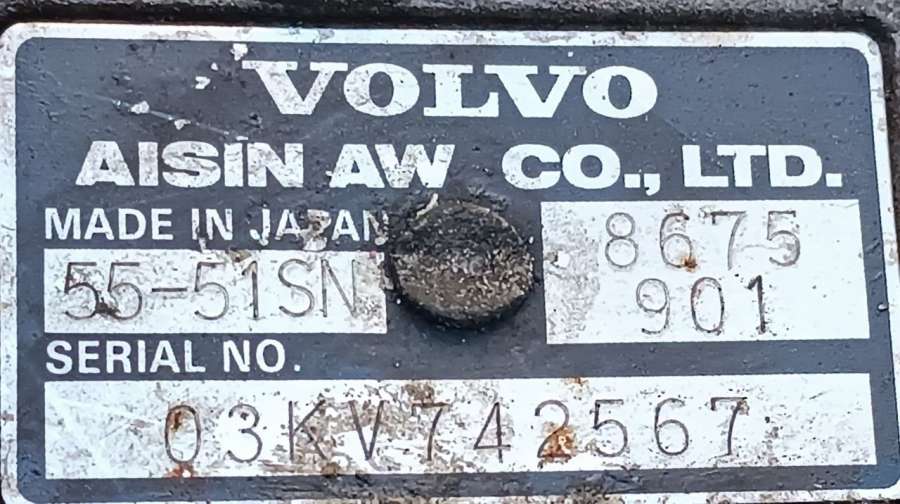 VOLVO
AISIN AW CO., LTD.
MADE IN JAPAN
8675
55-51SN
901
SERIAL NO.
03KV742567